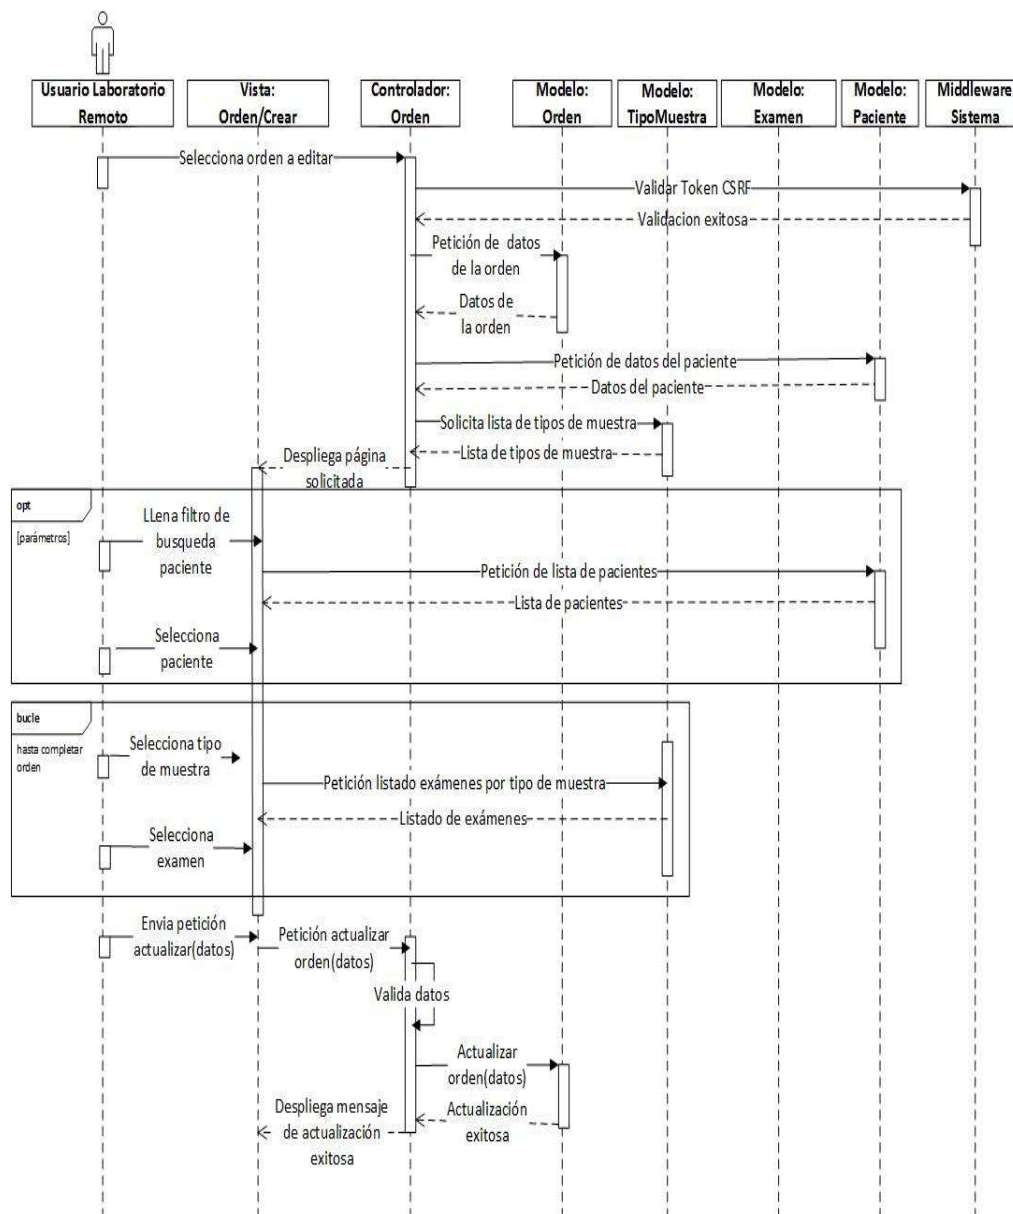 Usuario Laboratorio
Remoto
Vista:
Orden/Crear
Controlador:
Orden
Modelo:
Orden
Modelo:
TipoMuestra
Modelo:
Examen
Modelo:
Paciente
Middleware
Sistema
Selecciona orden a editar
Validar Token CSRF
Validacion exitosa
Petición de datos
de la orden
Datos de
la orden
Petición de datos del paciente
Datos del paciente
Solicita lista de tipos de muestra
Lista de tipos de muestra
Despliega página
solicitada
opt
[parámetros]
LLena filtro de
busqueda
paciente
Petición de lista de pacientes
Lista de pacientes
Selecciona
paciente
bucle
hasta completar
orden
Selecciona tipo
de muestra
Petición listado exámenes por tipo de muestra
Listado de exámenes
Selecciona
examen
Envia petición
actualizar(datos)
Petición actualizar
orden(datos)
Valida datos
Actualizar
orden(datos)
Actualización
exitosa
Despliega mensaje
de actualización
exitosa